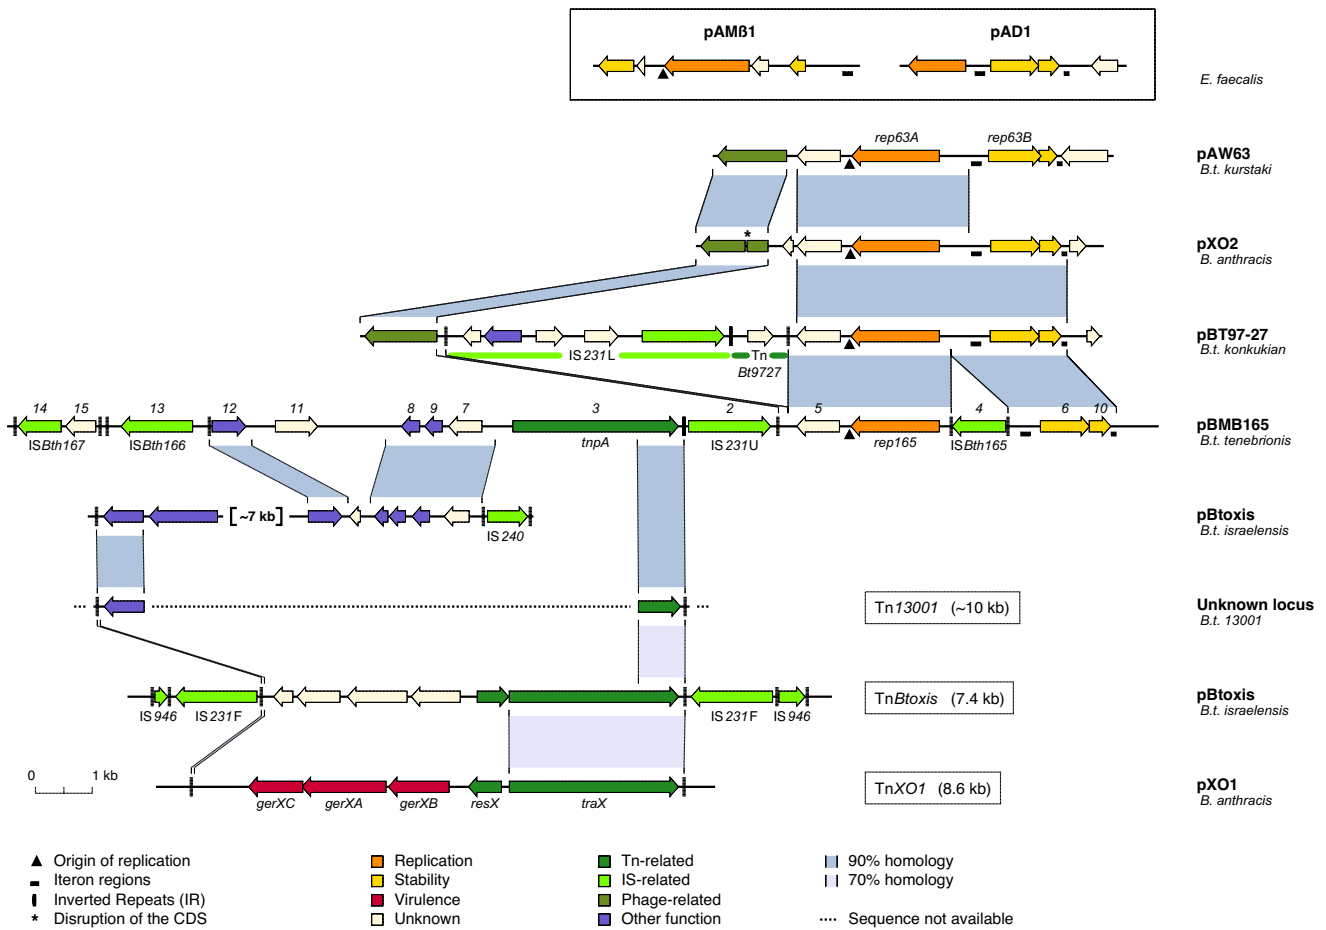 pAMß1 pAD1
E. faecalis
rep63A rep63B
pAW63
B.t. kurstaki
*
pXO2
B. anthracis
pBT97-27
B.t. konkukian
IS231L Tn
Bt9727
14 15 13 12 11 8 9 7 3 2 5 4 6 10
pBMB165
B.t. tenebrionis
ISBth167 ISBth166 tnpA IS231U rep165 ISBth165
[~7 kb]
pBtoxis
B.t. israelensis
IS240
Tn13001 (~10 kb)
Unknown locus
B.t. 13001
TnBtoxis (7.4 kb)
pBtoxis
B.t. israelensis
IS946 IS231F IS231F IS946
0 1 kb
TnXO1 (8.6 kb)
pXO1
B. anthracis
gerXC gerXA gerXB resX traX
Origin of replication Replication Tn-related 90% homology
Iteron regions Stability IS-related 70% homology
Inverted Repeats (IR) Virulence Phage-related
* Disruption of the CDS Unknown Other function Sequence not available